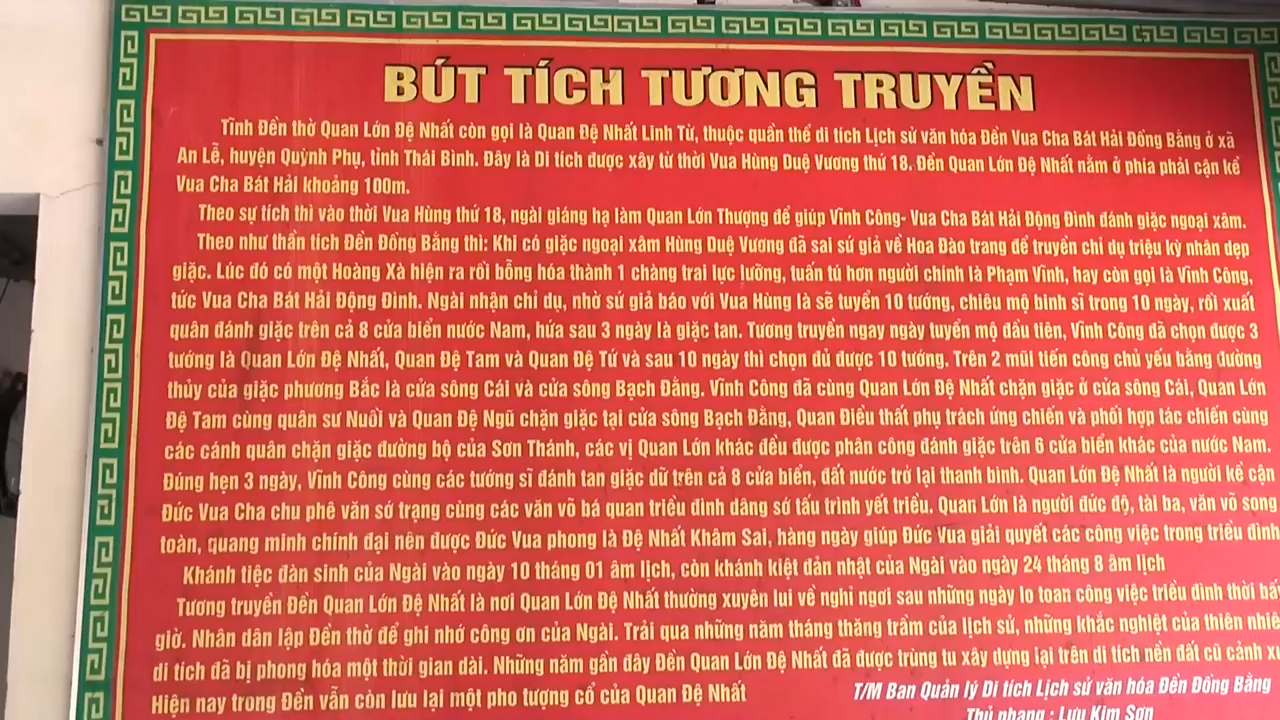 BÚT TÍCH TƯƠNG TRUYỀN
Tĩnh Đền thờ Quan Lớn Đệ Nhất còn gọi là Quan Đệ Nhất Linh Từ, thuộc quần thể di tích Lịch sử văn hóa Đền Vua Cha Bát Hải Đồng Bằng ở xã
An Lễ, huyện Quỳnh Phụ, tỉnh Thái Bình. Đây là Di tích được xây từ thời Vua Hùng Duệ Vương thứ 18. Đền Quan Lớn Đệ Nhất nằm ở phía phải cận kề
Vua Cha Bát Hải khoảng 100m.
Theo sự tích thì vào thời Vua Hùng thứ 18, ngài giáng hạ làm Quan Lớn Thượng để giúp Vĩnh Công- Vua Cha Bát Hải Động Đình đánh giặc ngoại xâm.
Theo như thần tích Đền Đồng Bằng thì: Khi có giặc ngoại xâm Hùng Duệ Vương đã sai sứ giả về Hoa Đào trang để truyền chỉ dụ triệu kỳ nhân dẹp
giặc. Lúc đó có một Hoàng Xà hiện ra rồi bỗng hóa thành 1 chàng trai lực lưỡng, tuấn tú hơn người chính là Phạm Vĩnh, hay còn gọi là Vĩnh Công,
tức Vua Cha Bát Hải Động Đình. Ngài nhận chỉ dụ, nhờ sứ giả báo với Vua Hùng là sẽ tuyển 10 tướng, chiêu mộ binh sĩ trong 10 ngày, rồi xuất
quân đánh giặc trên cả 8 cửa biển nước Nam, hứa sau 3 ngày là giặc tan. Tương truyền ngay ngày tuyển mộ đầu tiên, Vĩnh Công đã chọn được 3
tướng là Quan Lớn Đệ Nhất, Quan Đệ Tam và Quan Đệ Tứ và sau 10 ngày thì chọn đủ được 10 tướng. Trên 2 mũi tiến công chủ yếu bằng đường
thủy của giặc phương Bắc là cửa sông Cái và cửa sông Bạch Đằng. Vĩnh Công đã cùng Quan Lớn Đệ Nhất chặn giặc ở cửa sông Cái, Quan Lớn
Đệ Tam cùng quân sư Nuôi và Quan Đệ Ngũ chặn giặc tại cửa sông Bạch Đằng, Quan Điều thất phụ trách ứng chiến và phối hợp tác chiến cùng
các cánh quân chặn giặc đường bộ của Sơn Thánh, các vị Quan Lớn khác đều được phân công đánh giặc trên 6 cửa biển khác của nước Nam.
Đúng hẹn 3 ngày, Vĩnh Công cùng các tướng sĩ đánh tan giặc dữ trên cả 8 cửa biển, đất nước trở lại thanh bình. Quan Lớn Đệ Nhất là người kề cận
Đức Vua Cha chu phê văn sớ trạng cùng các văn võ bá quan triều đình dâng sớ tấu trình yết triều. Quan Lớn là người đức độ, tài ba, văn võ song
toàn, quang minh chính đại nên được Đức Vua phong là Đệ Nhất Khâm Sai, hàng ngày giúp Đức Vua giải quyết các công việc trong triều đình
Khánh tiệc đàn sinh của Ngài vào ngày 10 tháng 01 âm lịch, còn khánh kiệt đản nhật của Ngài vào ngày 24 tháng 8 âm lịch
Tương truyền Đền Quan Lớn Đệ Nhất là nơi Quan Lớn Đệ Nhất thường xuyên lui về nghỉ ngơi sau những ngày lo toan công việc triều đình thời bấy
giờ. Nhân dân lập Đền thờ để ghi nhớ công ơn của Ngài. Trải qua những năm tháng thăng trầm của lịch sử, những khắc nghiệt của thiên nhiê
di tích đã bị phong hóa một thời gian dài. Những năm gần đây Đền Quan Lớn Đệ Nhất đã được trùng tu xây dựng lại trên di tích nền đất cũ cảnh xư
Hiện nay trong Đền vẫn còn lưu lại một pho tượng cổ của Quan Đệ Nhất
T/M Ban Quản lý Di tích Lịch sử văn hóa Đền Đồng Bằng
Thủ nhang : Lưu Kim Sơn